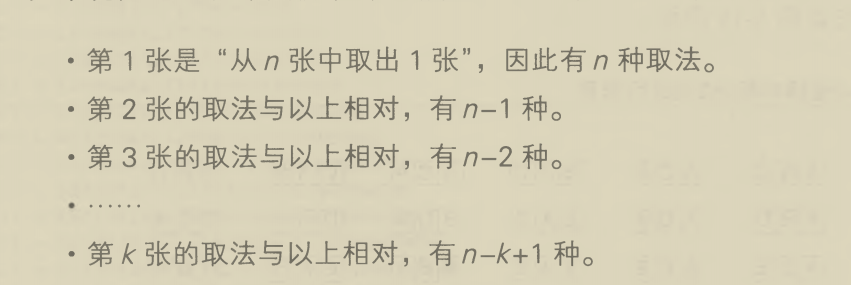 • 第 1 张是“从 n 张中取出 1 张”，因此有 n 种取法。
• 第 2 张的取法与以上相对，有 n–1 种。
• 第 3 张的取法与以上相对，有 n–2 种。
• ……
• 第 k 张的取法与以上相对，有 n–k+1 种。